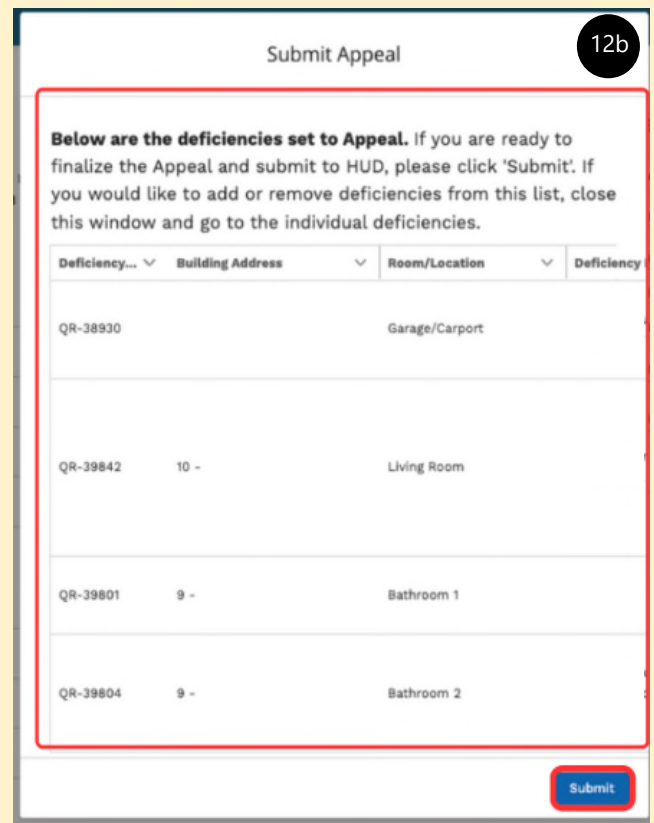 Submit Appeal
12b
Below are the deficiencies set to Appeal. If you are ready to
finalize the Appeal and submit to HUD, please click 'Submit'. If
you would like to add or remove deficiencies from this list, close
this window and go to the individual deficiencies.
Deficiency... Building Address Room/Location Deficiency
QR-38930 Garage/Carport
QR-39842 10 - Living Room
QR-39801 9 - Bathroom 1
QR-39804 9 - Bathroom 2
Submit